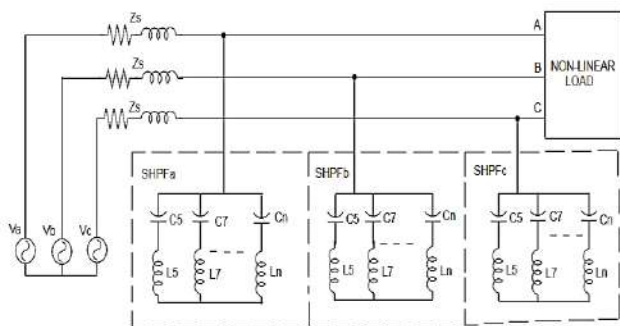 Zs
A
Zs
B
NON-LINEAR
LOAD
Zs
C
SHPFa
SHPFb
SHPFc
C5 C7 Cn
C5 C7 Cn
C5 C7 Cn
Va Vb Vc
L5 L7 Ln
L5 L7 Ln
L5 L7 Ln